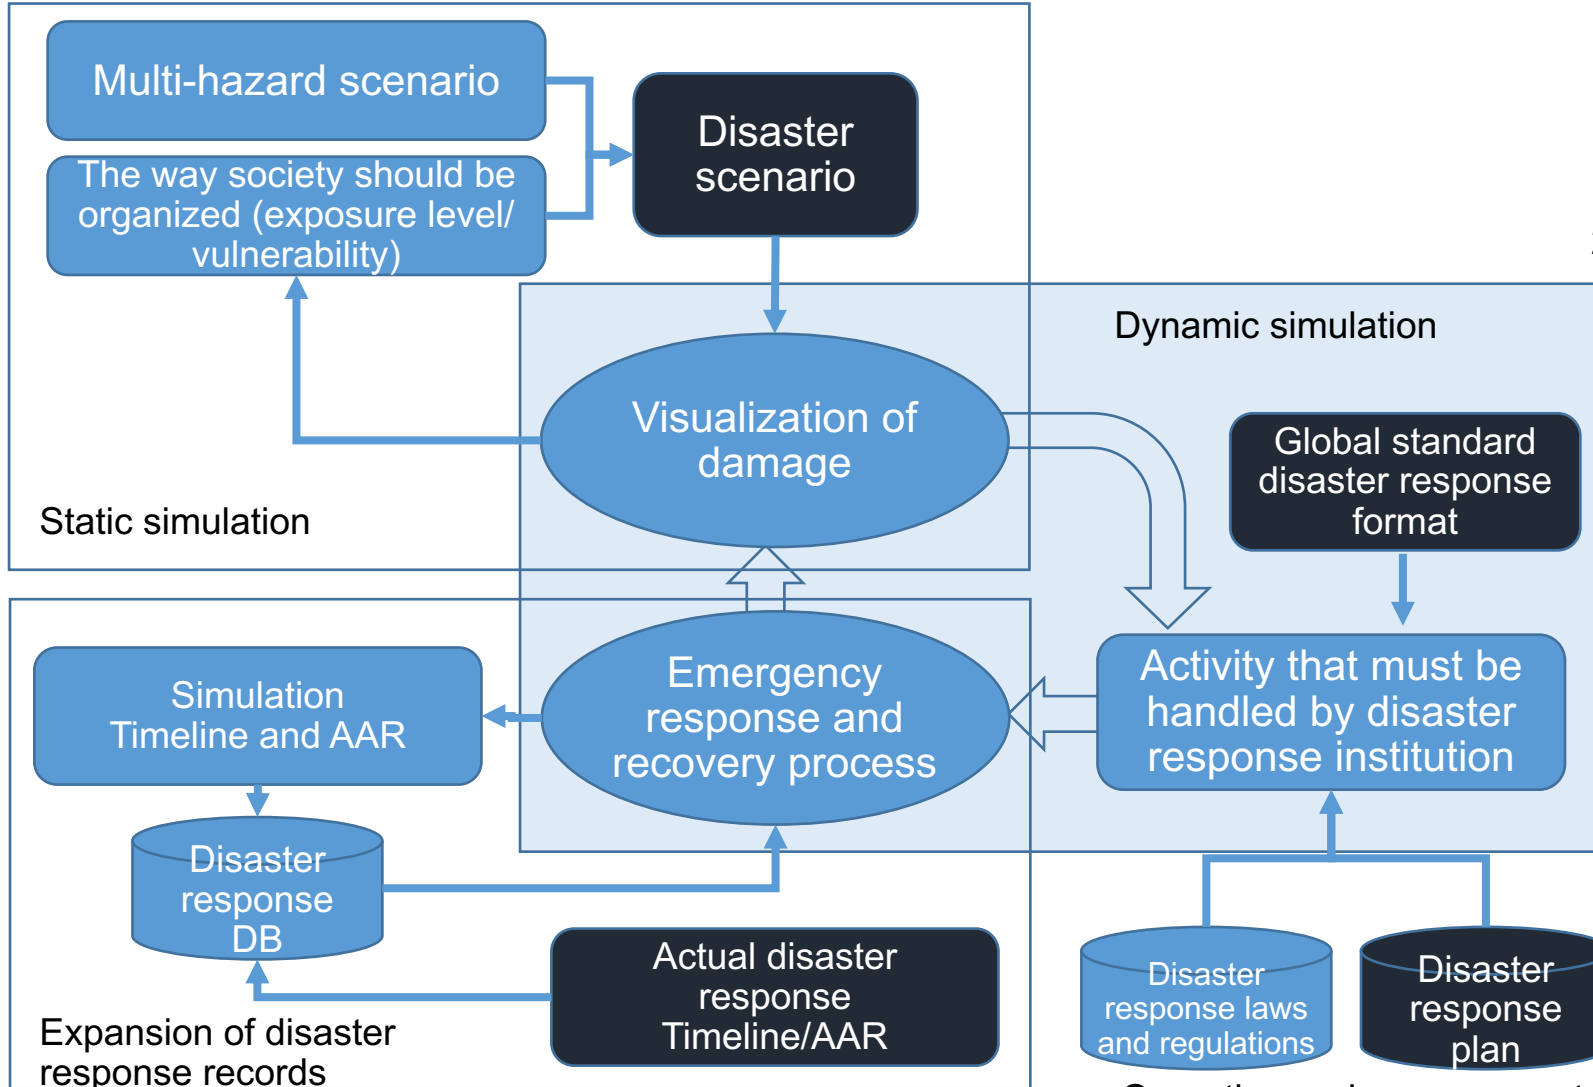 Multi-hazard scenario
The way society should be
organized (exposure level/
vulnerability)
Disaster
scenario
Dynamic simulation
Visualization of
damage
Global standard
disaster response
format
Static simulation
Simulation
Timeline and AAR
Emergency
response and
recovery process
Activity that must be
handled by disaster
response institution
Disaster
response
DB
Actual disaster
response
Timeline/AAR
Disaster
response laws
and regulations
Disaster
response
plan
Expansion of disaster
response records